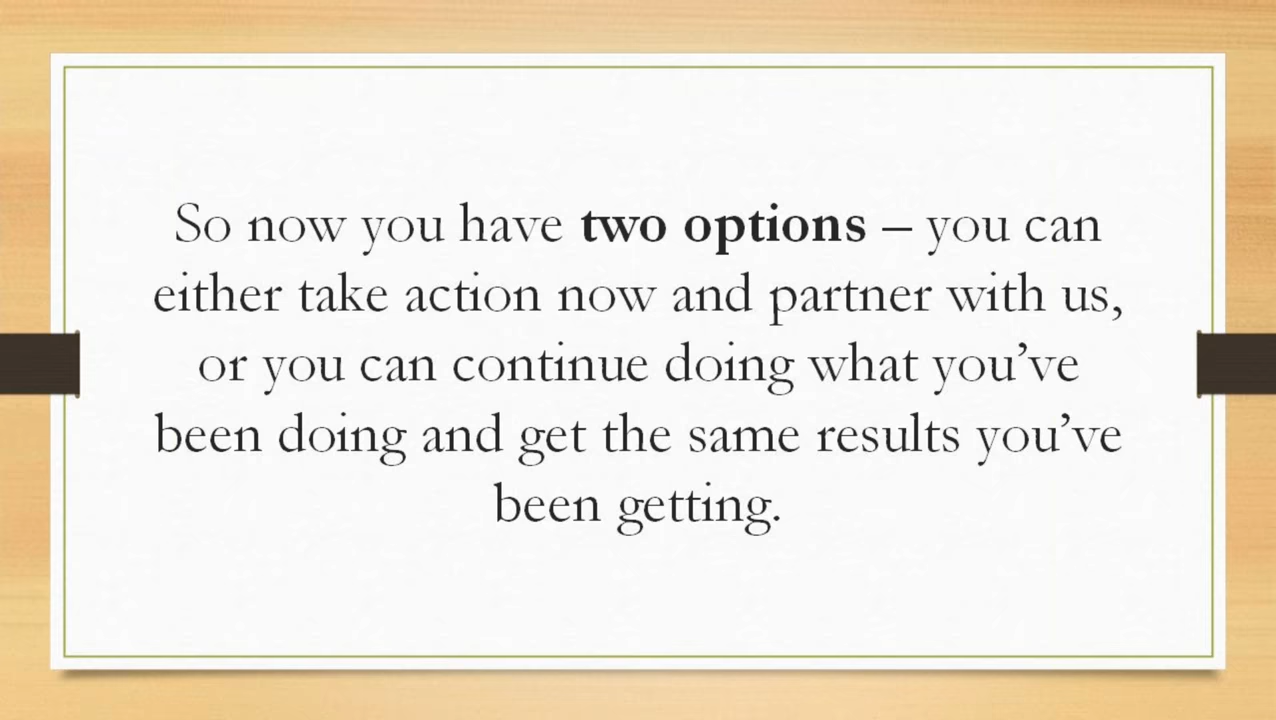 So now you have two options – you can
either take action now and partner with us,
or you can continue doing what you’ve
been doing and get the same results you’ve
been getting.